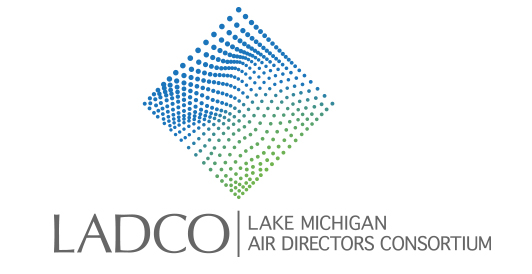 LADCO
LAKE MICHIGAN
AIR DIRECTORS CONSORTIUM